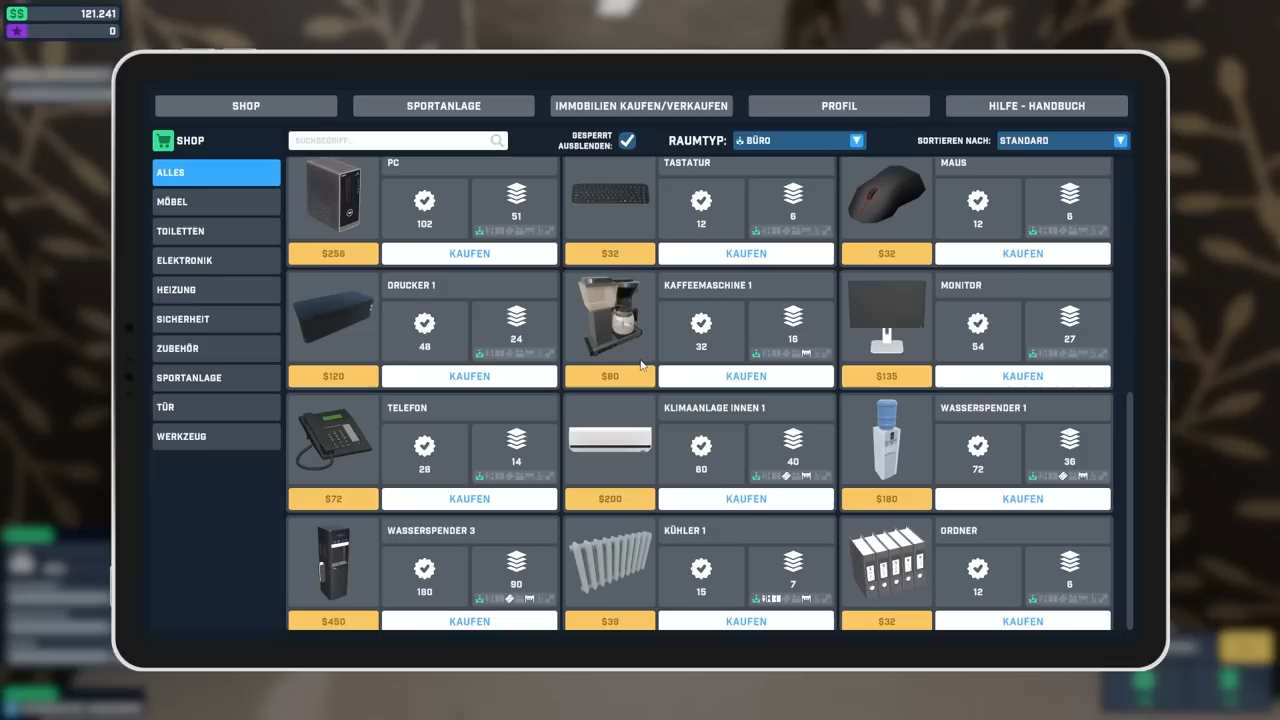 $$ 121.241
0
SHOP SPORTANLAGE IMMOBILIEN KAUFEN/VERKAUFEN PROFIL HILFE - HANDBUCH
SHOP
SUCHBEGRIFF...
GESPERRT
AUSBLENDEN:
RAUMTYP: BÜRO
SORTIEREN NACH: STANDARD
ALLES
MÖBEL
TOILETTEN
ELEKTRONIK
HEIZUNG
SICHERHEIT
ZUBEHÖR
SPORTANLAGE
TÜR
WERKZEUG
PC TASTATUR MAUS
102 51 12 6 12 6
$256 KAUFEN $32 KAUFEN $32 KAUFEN
DRUCKER 1 KAFFEEMASCHINE 1 MONITOR
48 24 32 16 54 27
$120 KAUFEN $80 KAUFEN $135 KAUFEN
TELEFON KLIMAANLAGE INNEN 1 WASSERSPENDER 1
28 14 80 40 72 36
$72 KAUFEN $200 KAUFEN $180 KAUFEN
WASSERSPENDER 3 KÜHLER 1 ORDNER
180 90 15 7 12 6
$450 KAUFEN $39 KAUFEN $32 KAUFEN